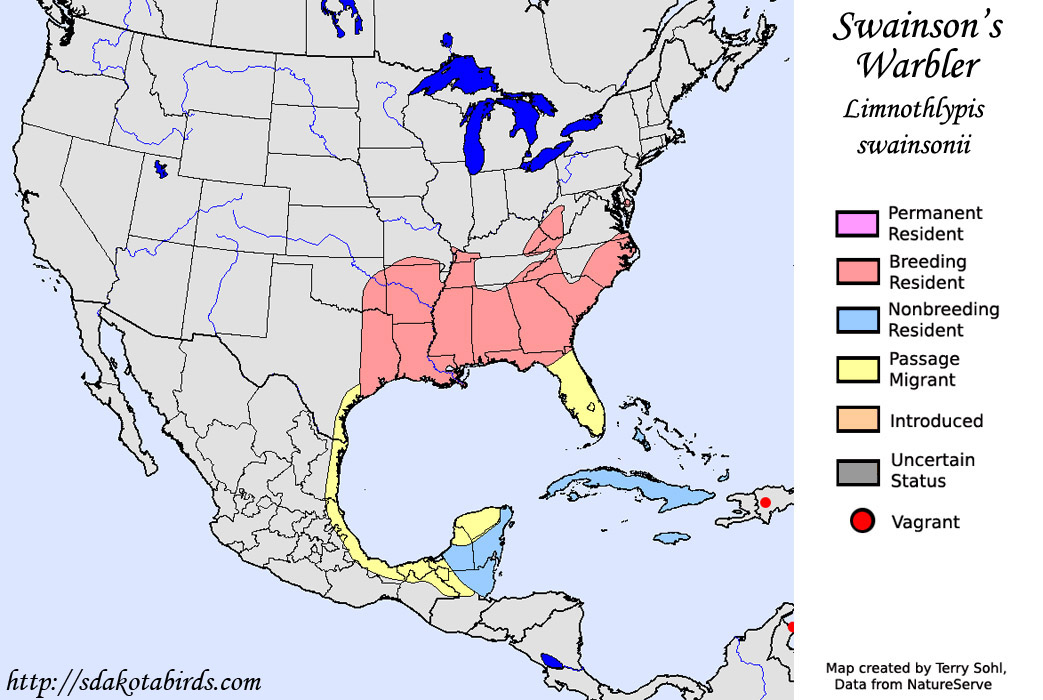 Swainson's
Warbler
Limnothlypis
swainsonii
Permanent
Resident
Breeding
Resident
Nonbreeding
Resident
Passage
Migrant
Introduced
Uncertain
Status
Vagrant
Map created by Terry Sohl,
Data from NatureServe
http://sdakotabirds.com